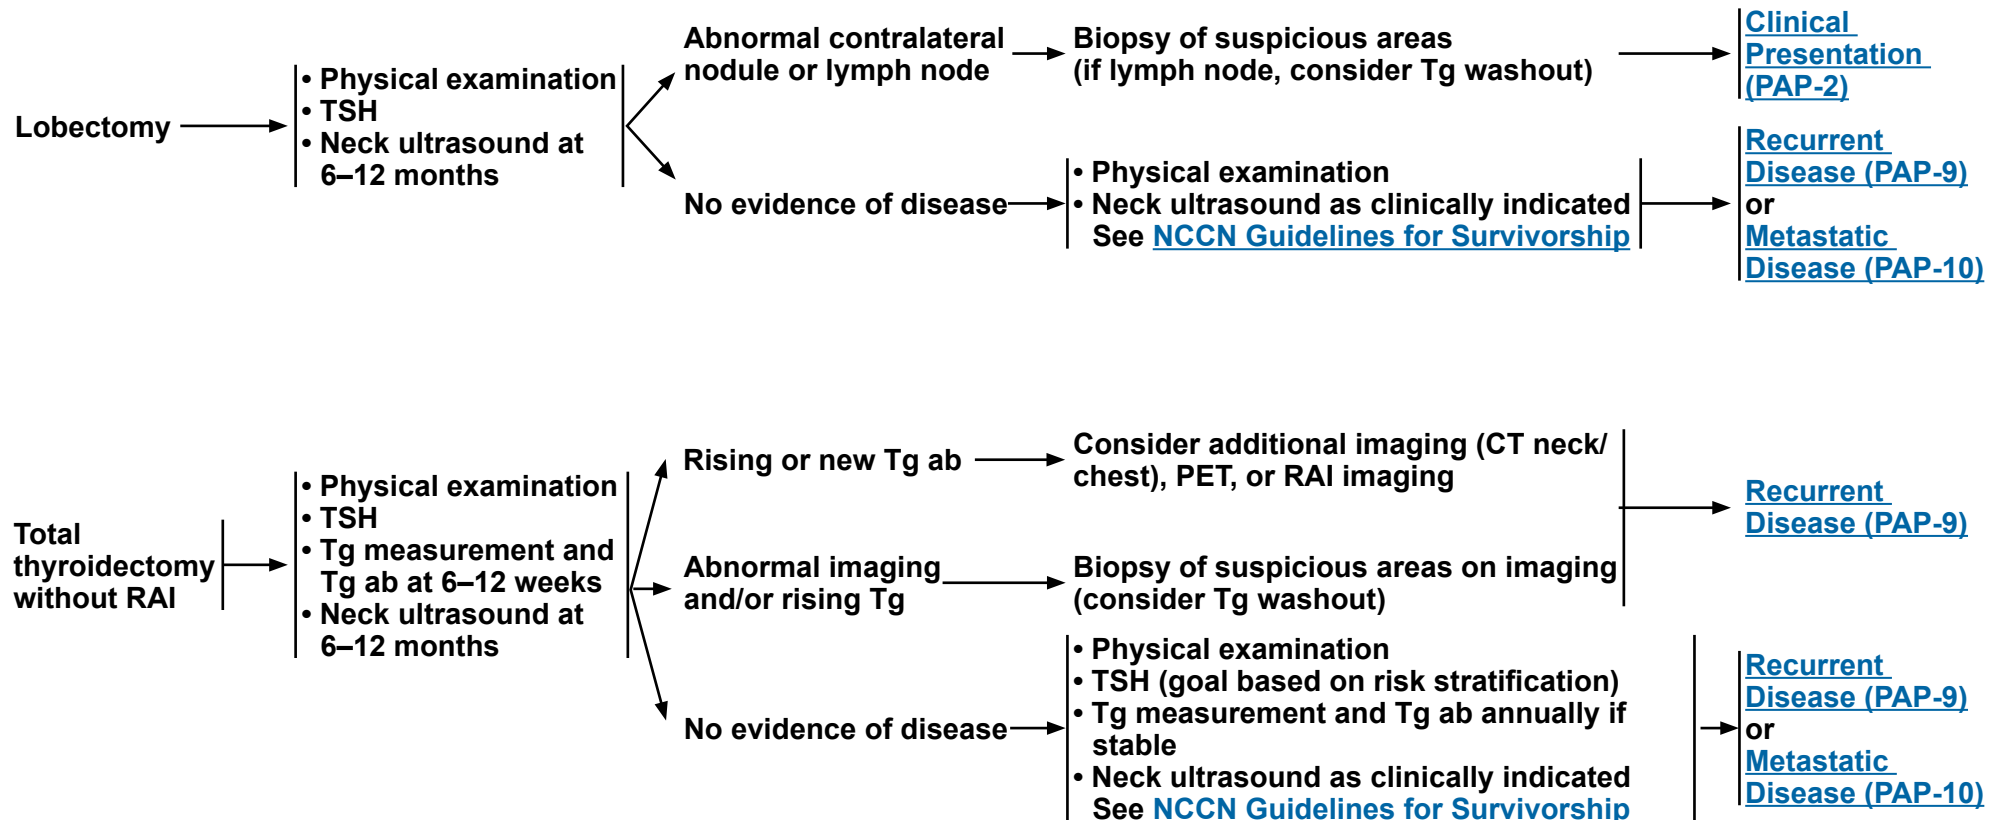 Lobectomy
• Physical examination
• TSH
• Neck ultrasound at
6–12 months
Abnormal contralateral
nodule or lymph node
Biopsy of suspicious areas
(if lymph node, consider Tg washout)
Clinical
Presentation
(PAP-2)
No evidence of disease
• Physical examination
• Neck ultrasound as clinically indicated
See NCCN Guidelines for Survivorship
Recurrent
Disease (PAP-9)
or
Metastatic
Disease (PAP-10)
Total
thyroidectomy
without RAI
• Physical examination
• TSH
• Tg measurement and
Tg ab at 6–12 weeks
• Neck ultrasound at
6–12 months
Rising or new Tg ab
Consider additional imaging (CT neck/
chest), PET, or RAI imaging
Abnormal imaging
and/or rising Tg
Biopsy of suspicious areas on imaging
(consider Tg washout)
Recurrent
Disease (PAP-9)
No evidence of disease
• Physical examination
• TSH (goal based on risk stratification)
• Tg measurement and Tg ab annually if
stable
• Neck ultrasound as clinically indicated
See NCCN Guidelines for Survivorship
Recurrent
Disease (PAP-9)
or
Metastatic
Disease (PAP-10)